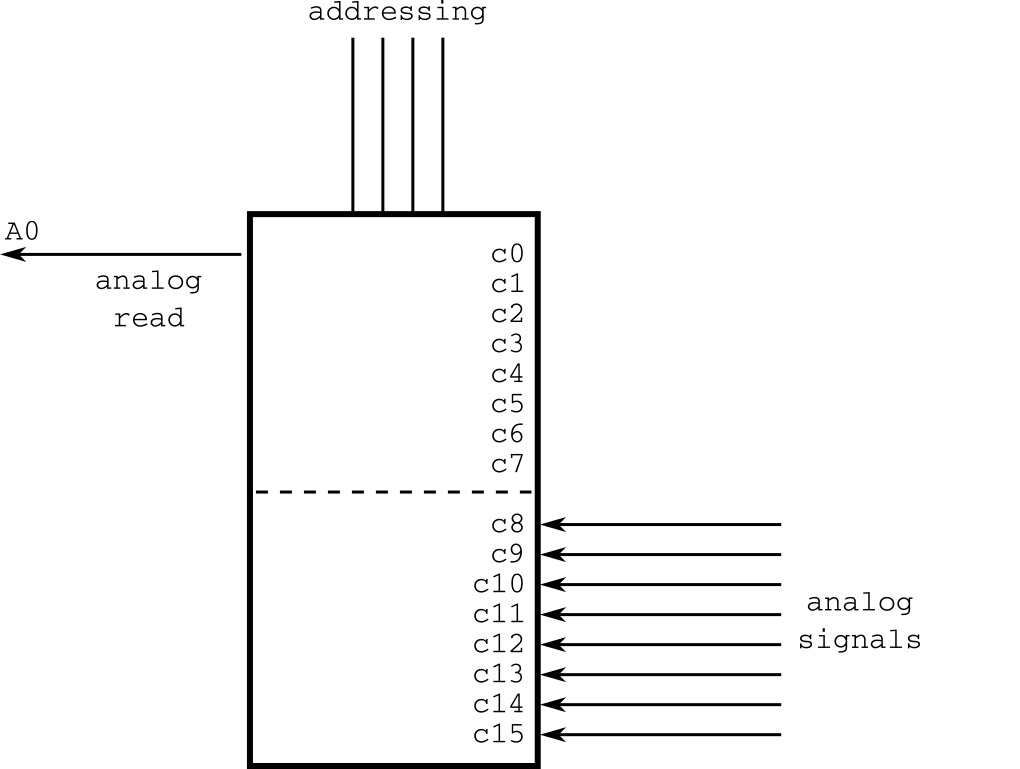 addressing
A0
analog
read
c0
c1
c2
c3
c4
c5
c6
c7
c8
c9
c10
c11
c12
c13
c14
c15
analog
signals